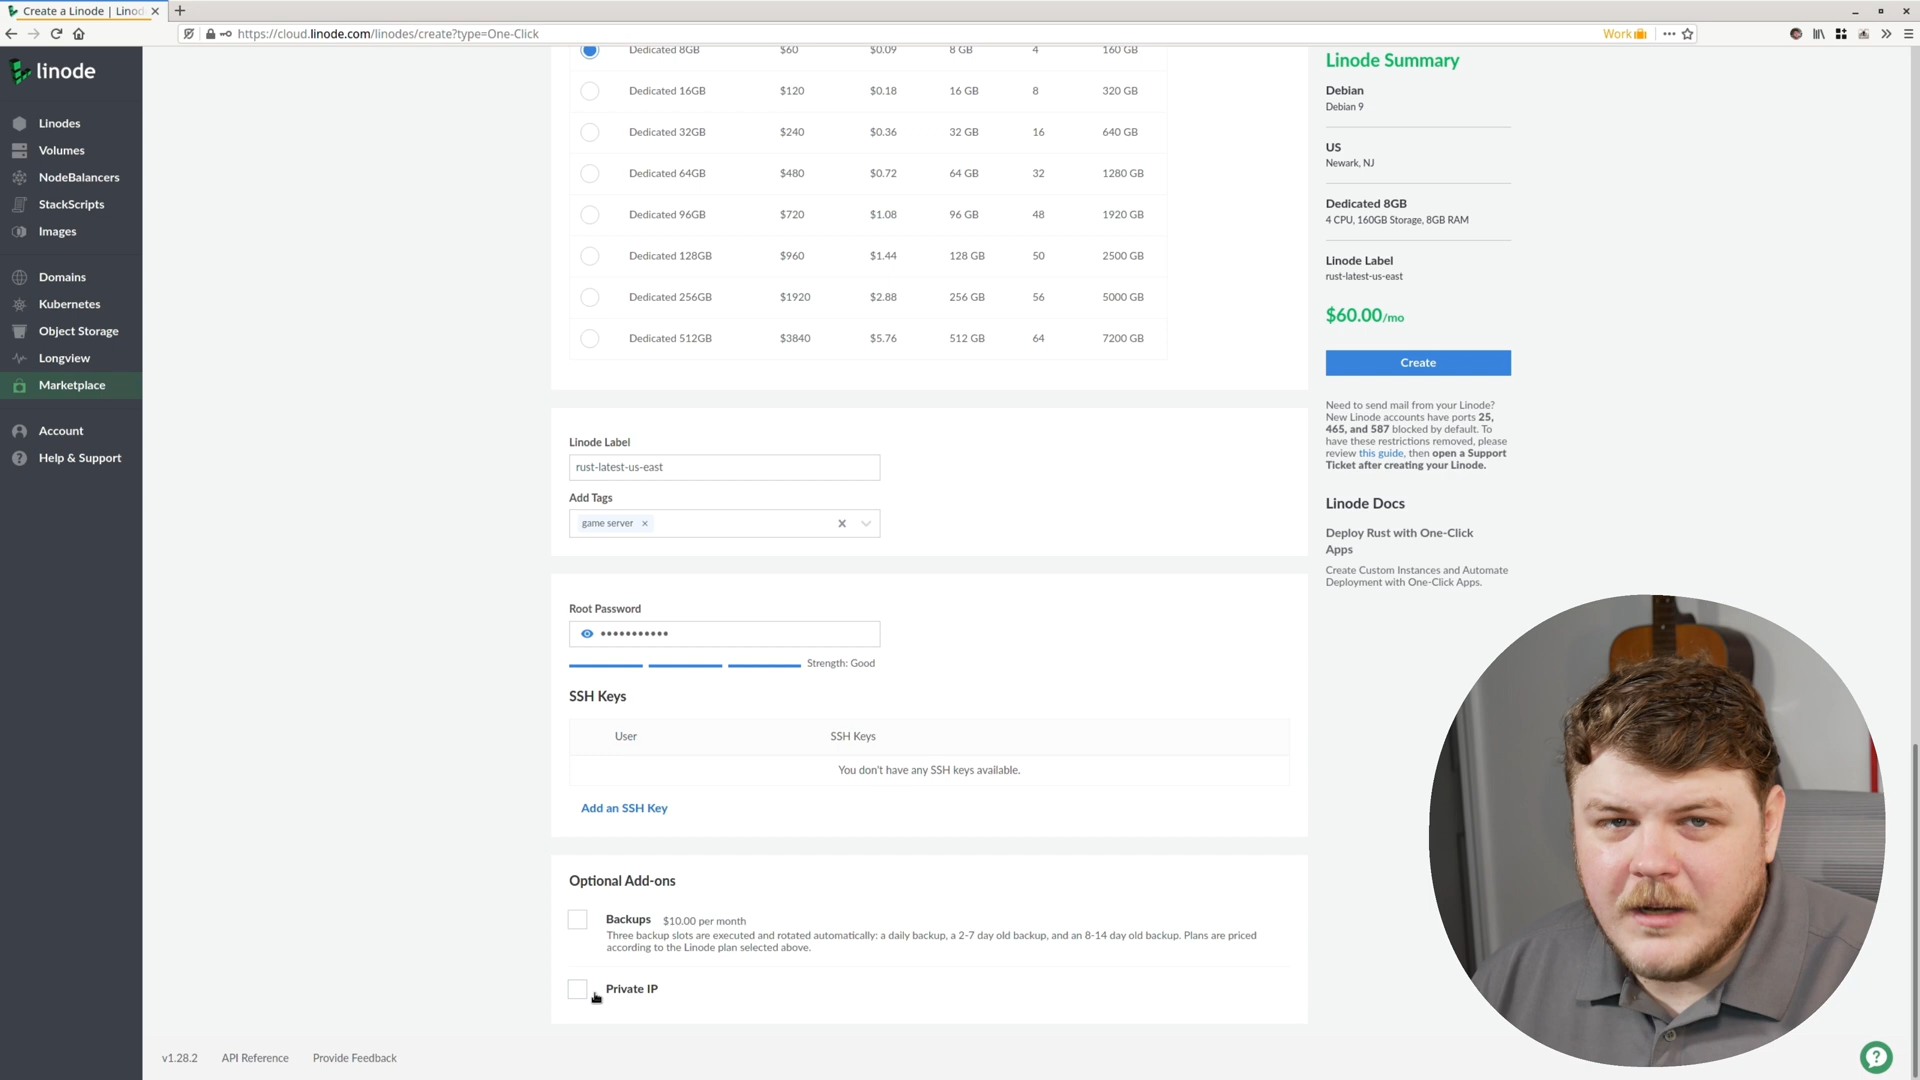 Create a Linode | Linod
https://cloud.linode.com/linodes/create?type=One-Click
Work
linode
Linodes
Volumes
NodeBalancers
StackScripts
Images
Domains
Kubernetes
Object Storage
Longview
Marketplace
Account
Help & Support
Dedicated 8GB $60 $0.09 8 GB 4 160 GB
Dedicated 16GB $120 $0.18 16 GB 8 320 GB
Dedicated 32GB $240 $0.36 32 GB 16 640 GB
Dedicated 64GB $480 $0.72 64 GB 32 1280 GB
Dedicated 96GB $720 $1.08 96 GB 48 1920 GB
Dedicated 128GB $960 $1.44 128 GB 50 2500 GB
Dedicated 256GB $1920 $2.88 256 GB 56 5000 GB
Dedicated 512GB $3840 $5.76 512 GB 64 7200 GB
Linode Label
rust-latest-us-east
Add Tags
game server
Root Password
•••••••••••
Strength: Good
SSH Keys
User SSH Keys
You don't have any SSH keys available.
Add an SSH Key
Optional Add-ons
Backups $10.00 per month
Three backup slots are executed and rotated automatically: a daily backup, a 2-7 day old backup, and an 8-14 day old backup. Plans are priced
according to the Linode plan selected above.
Private IP
Linode Summary
Debian
Debian 9
US
Newark, NJ
Dedicated 8GB
4 CPU, 160GB Storage, 8GB RAM
Linode Label
rust-latest-us-east
$60.00/mo
Create
Need to send mail from your Linode?
New Linode accounts have ports 25,
465, and 587 blocked by default. To
have these restrictions removed, please
review this guide, then open a Support
Ticket after creating your Linode.
Linode Docs
Deploy Rust with One-Click
Apps
Create Custom Instances and Automate
Deployment with One-Click Apps.
v1.28.2 API Reference Provide Feedback